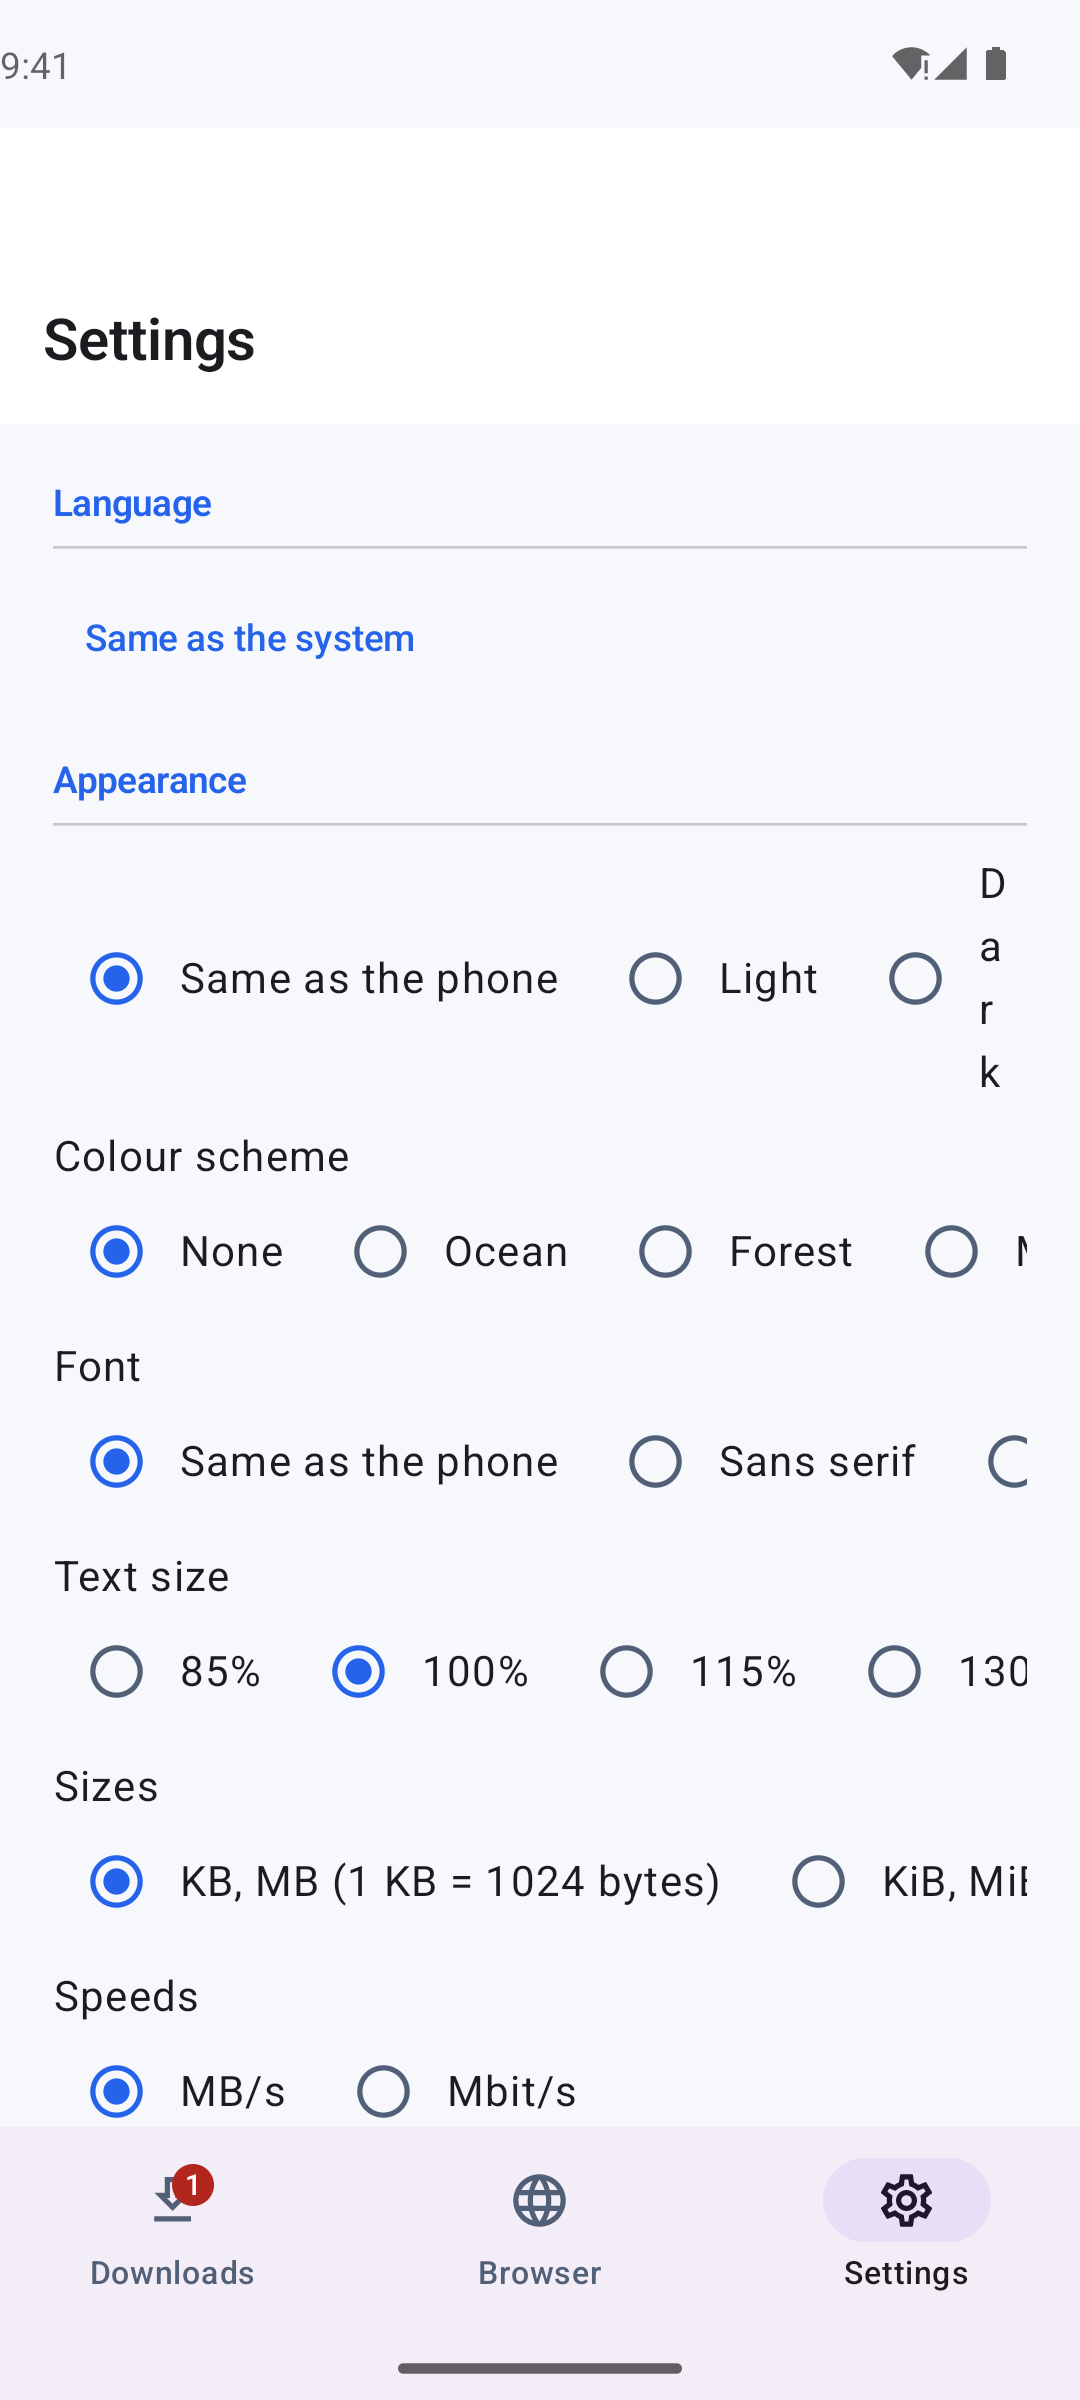 9:41
Settings
Language
Same as the system
Appearance
Same as the phone Light Dark
Colour scheme
None Ocean Forest
Font
Same as the phone Sans serif
Text size
85% 100% 115% 130
Sizes
KB, MB (1 KB = 1024 bytes) KiB, MiB
Speeds
MB/s Mbit/s
1
Downloads Browser Settings